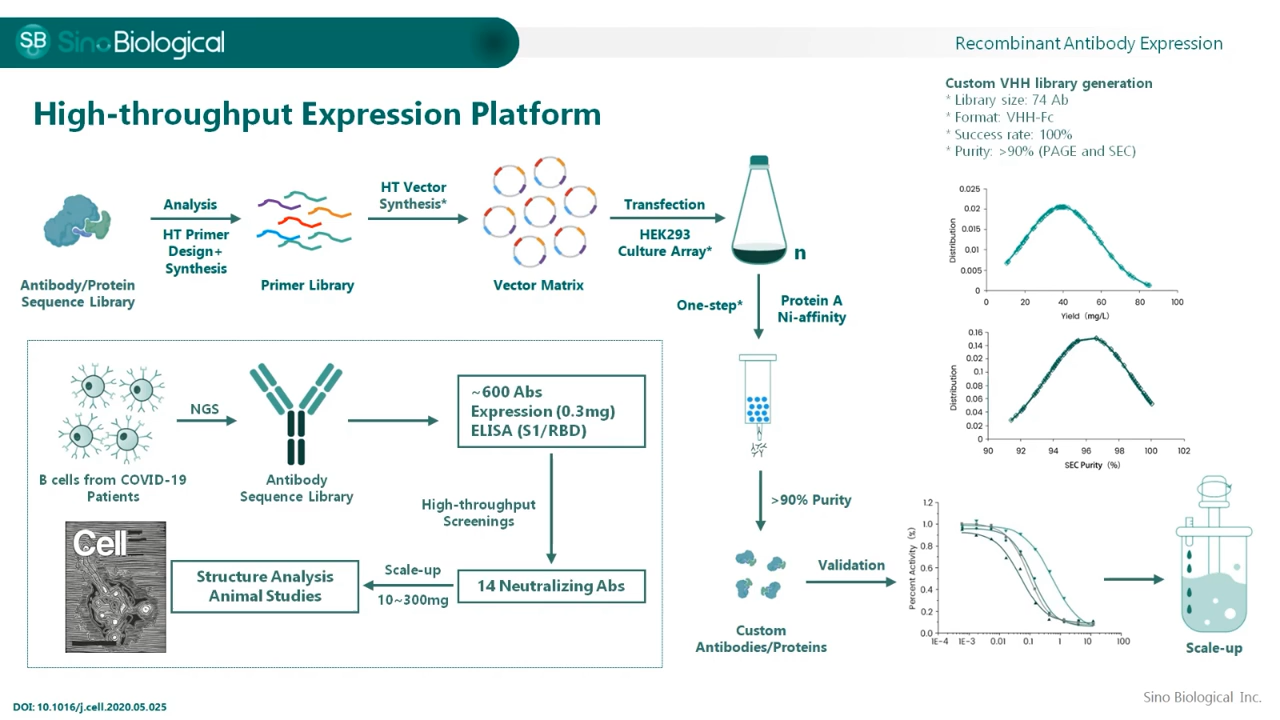 SB SinoBiological
Recombinant Antibody Expression
High-throughput Expression Platform
Custom VHH library generation
* Library size: 74 Ab
* Format: VHH-Fc
* Success rate: 100%
* Purity: >90% (PAGE and SEC)
Antibody/Protein
Sequence Library
Analysis
HT Primer
Design+
Synthesis
Primer Library
HT Vector
Synthesis*
Vector Matrix
Transfection
HEK293
Culture Array*
n
One-step*
Protein A
Ni-affinity
>90% Purity
Custom
Antibodies/Proteins
Validation
Scale-up
B cells from COVID-19
Patients
NGS
Antibody
Sequence Library
~600 Abs
Expression (0.3mg)
ELISA (S1/RBD)
High-throughput
Screenings
14 Neutralizing Abs
Scale-up
10~300mg
Structure Analysis
Animal Studies
Cell
Distribution
0.025
0.02
0.015
0.01
0.005
0
0 20 40 60 80 100
Yield (mg/L)
Distribution
0.16
0.14
0.02
0.1
0.08
0.06
0.04
0.02
0
90 92 94 96 98 100 102
SEC Purity (%)
Percent Activity (%)
1.2
1.0
0.8
0.6
0.4
0.2
0.0
1E-4 1E-3 0.01 0.1 1 10 100
DOI: 10.1016/j.cell.2020.05.025
Sino Biological Inc.